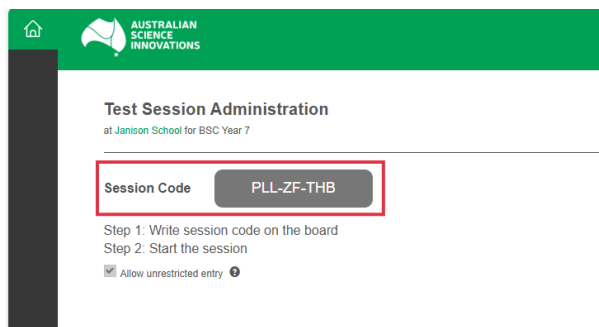 AUSTRALIAN
SCIENCE
INNOVATIONS
Test Session Administration
at Janison School for BSC Year 7
Session Code PLL-ZF-THB
Step 1: Write session code on the board
Step 2: Start the session
Allow unrestricted entry ?